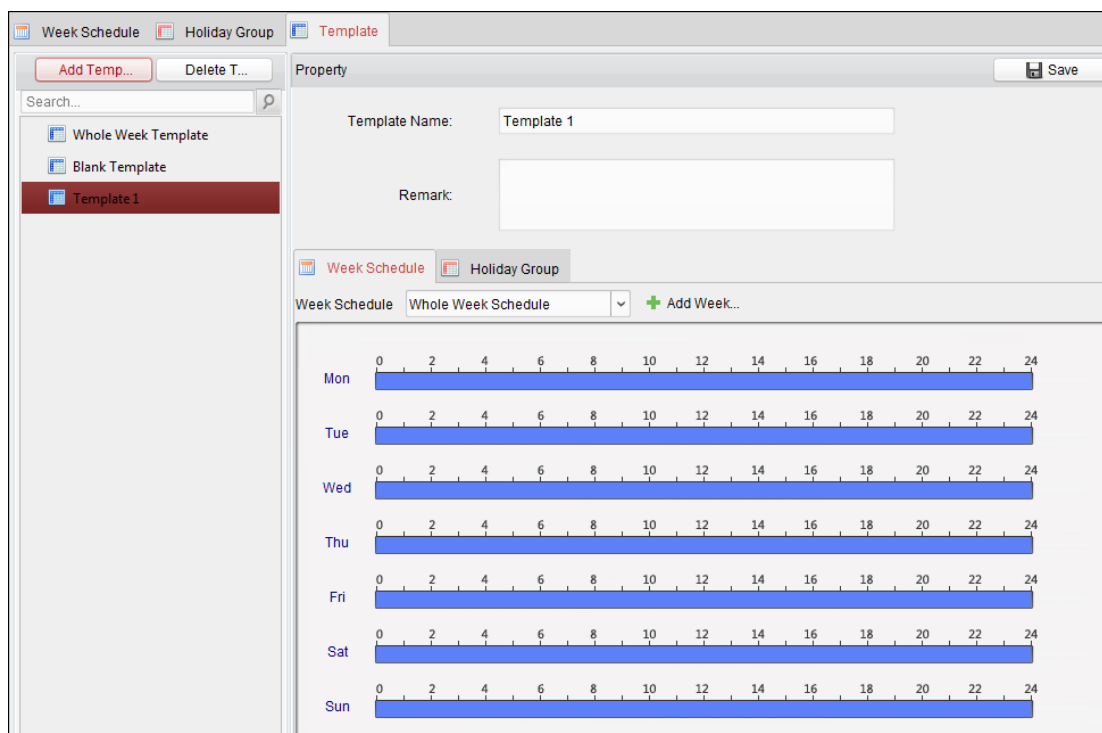 Week Schedule Holiday Group Template
Add Temp... Delete T... Property Save
Search...
Template Name: Template 1
Whole Week Template
Blank Template
Template 1
Remark:
Week Schedule Holiday Group
Week Schedule Whole Week Schedule Add Week...
0 2 4 6 8 10 12 14 16 18 20 22 24
Mon
0 2 4 6 8 10 12 14 16 18 20 22 24
Tue
0 2 4 6 8 10 12 14 16 18 20 22 24
Wed
0 2 4 6 8 10 12 14 16 18 20 22 24
Thu
0 2 4 6 8 10 12 14 16 18 20 22 24
Fri
0 2 4 6 8 10 12 14 16 18 20 22 24
Sat
0 2 4 6 8 10 12 14 16 18 20 22 24
Sun